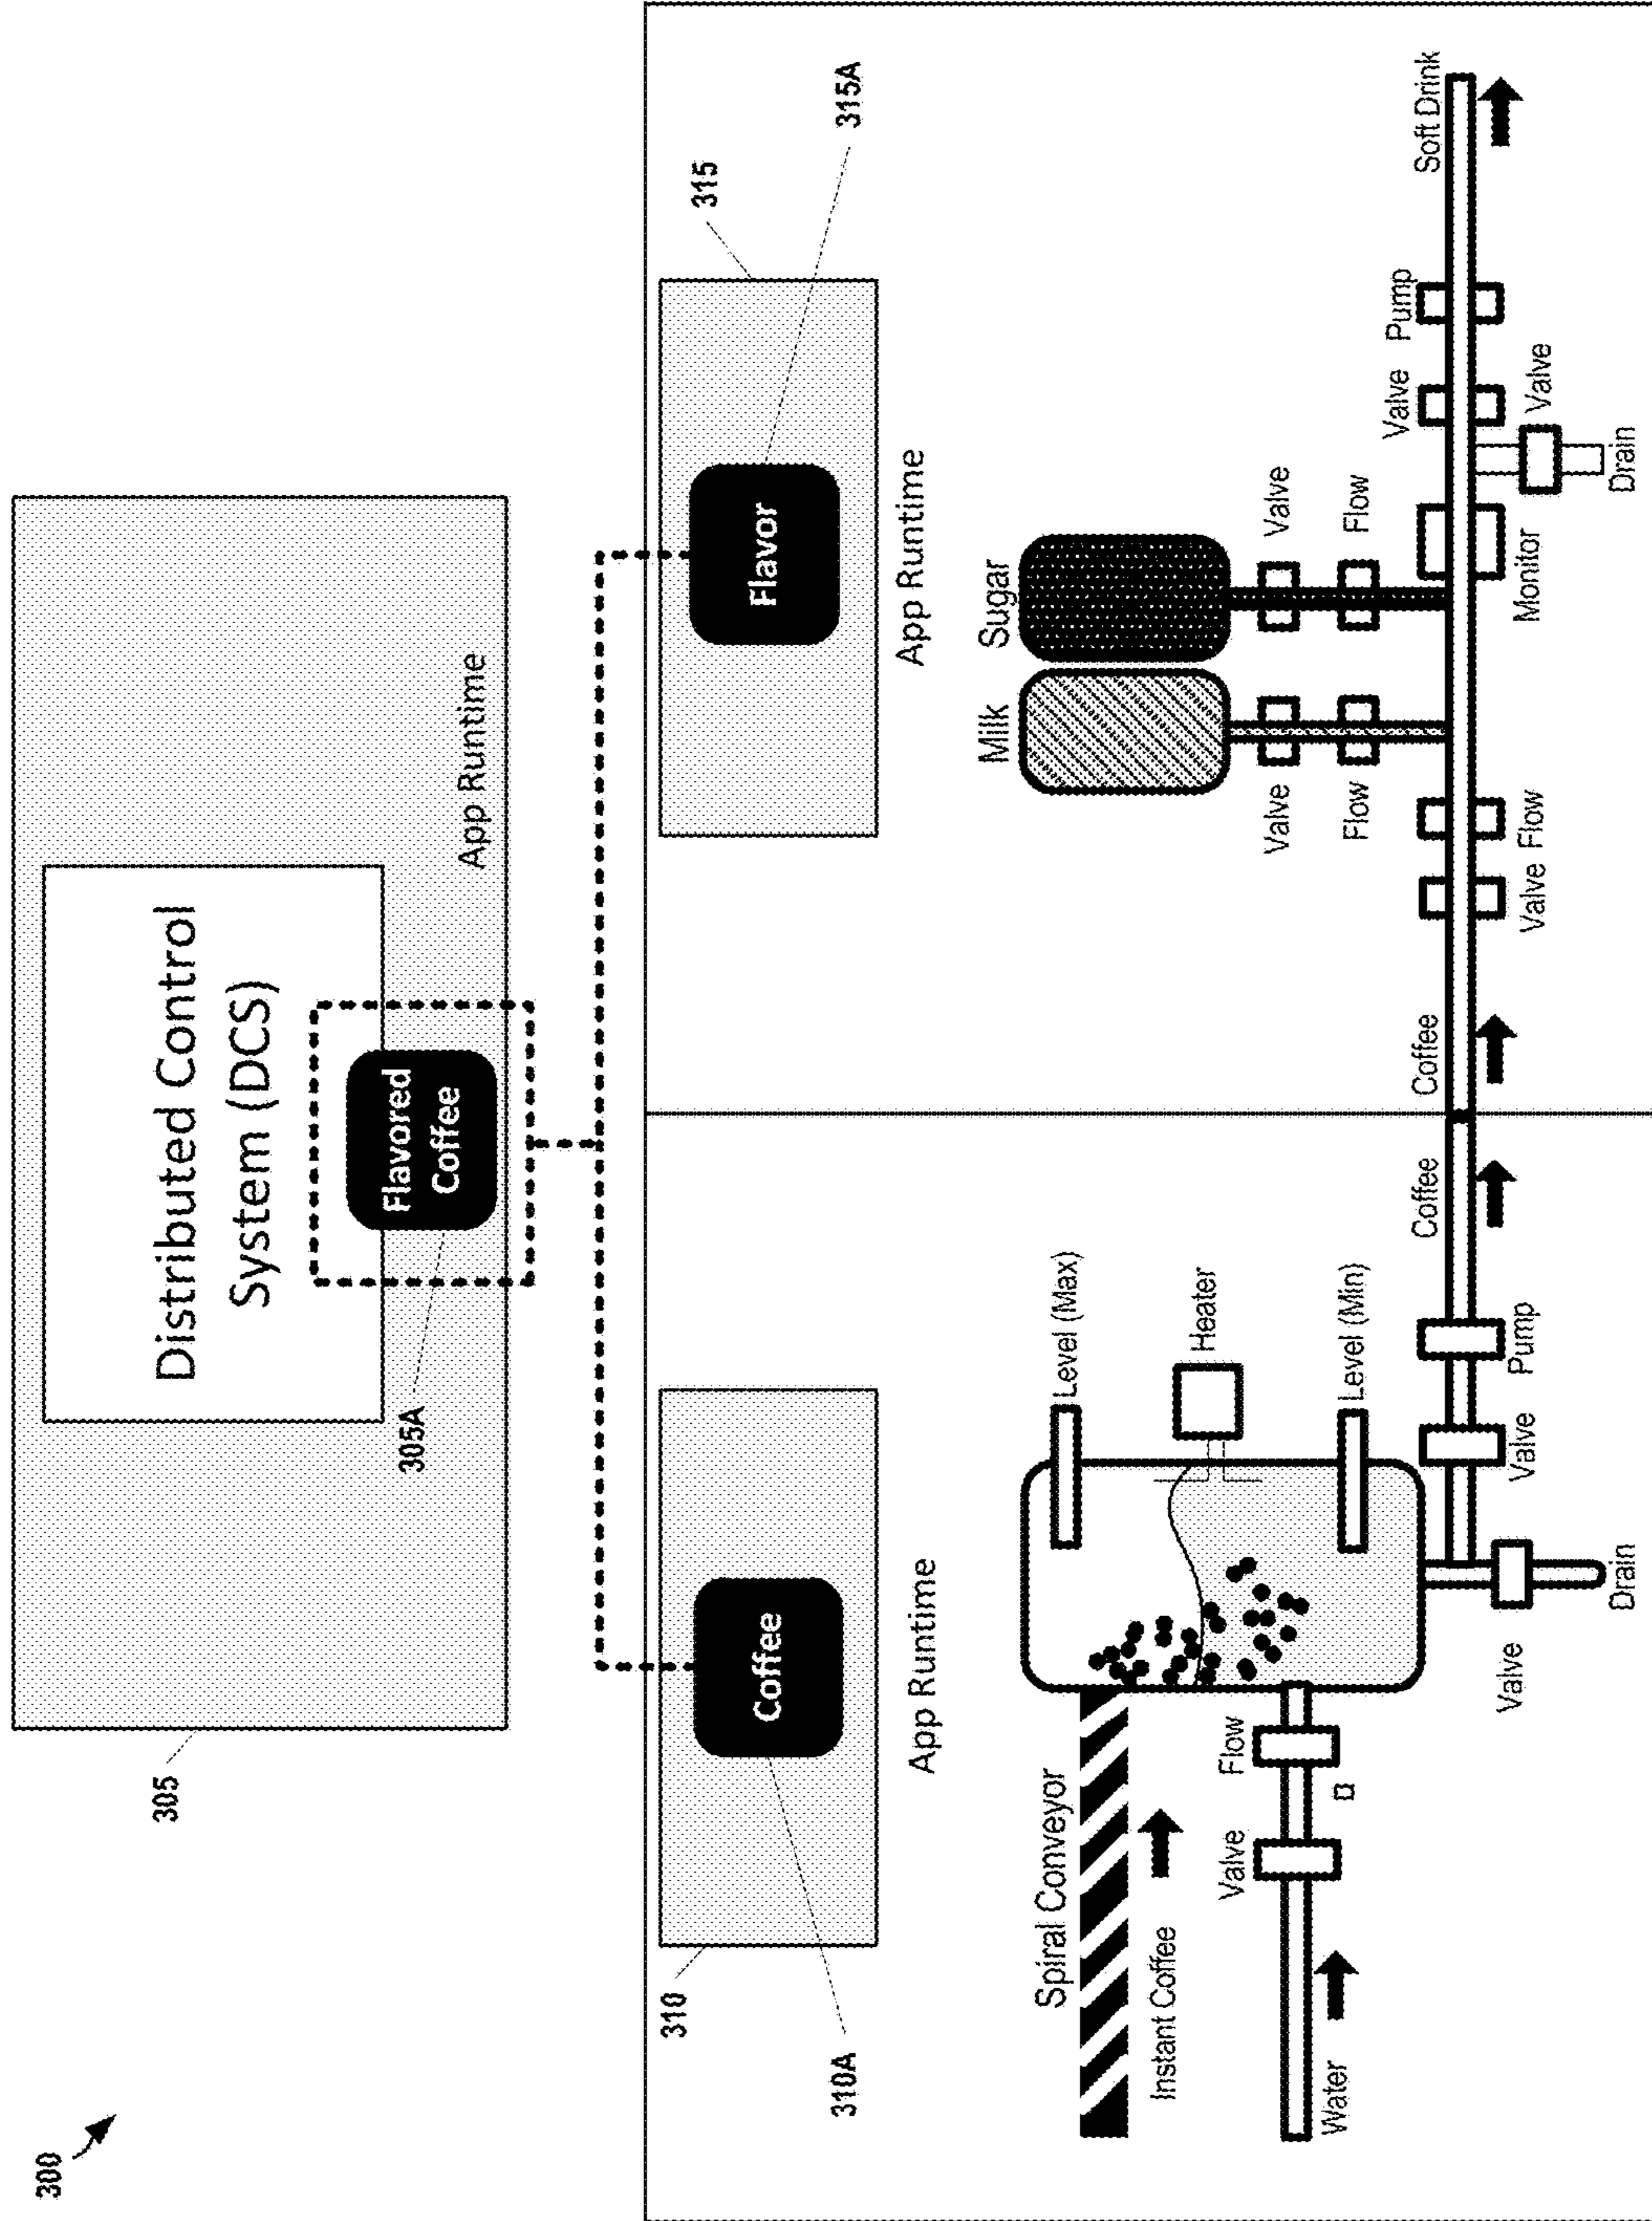 300
305
Distributed Control
System (DCS)
Flavored
Coffee
App Runtime
305A
310
Coffee
310A
App Runtime
315
Flavor
315A
App Runtime
Spiral Conveyor
Instant Coffee
Water
Valve
Flow
Level (Max)
Heater
Level (Min)
Valve
Drain
Valve
Pump
Coffee
Coffee
Valve
Flow
Milk
Valve
Flow
Sugar
Valve
Flow
Monitor
Valve
Drain
Valve
Pump
Soft Drink